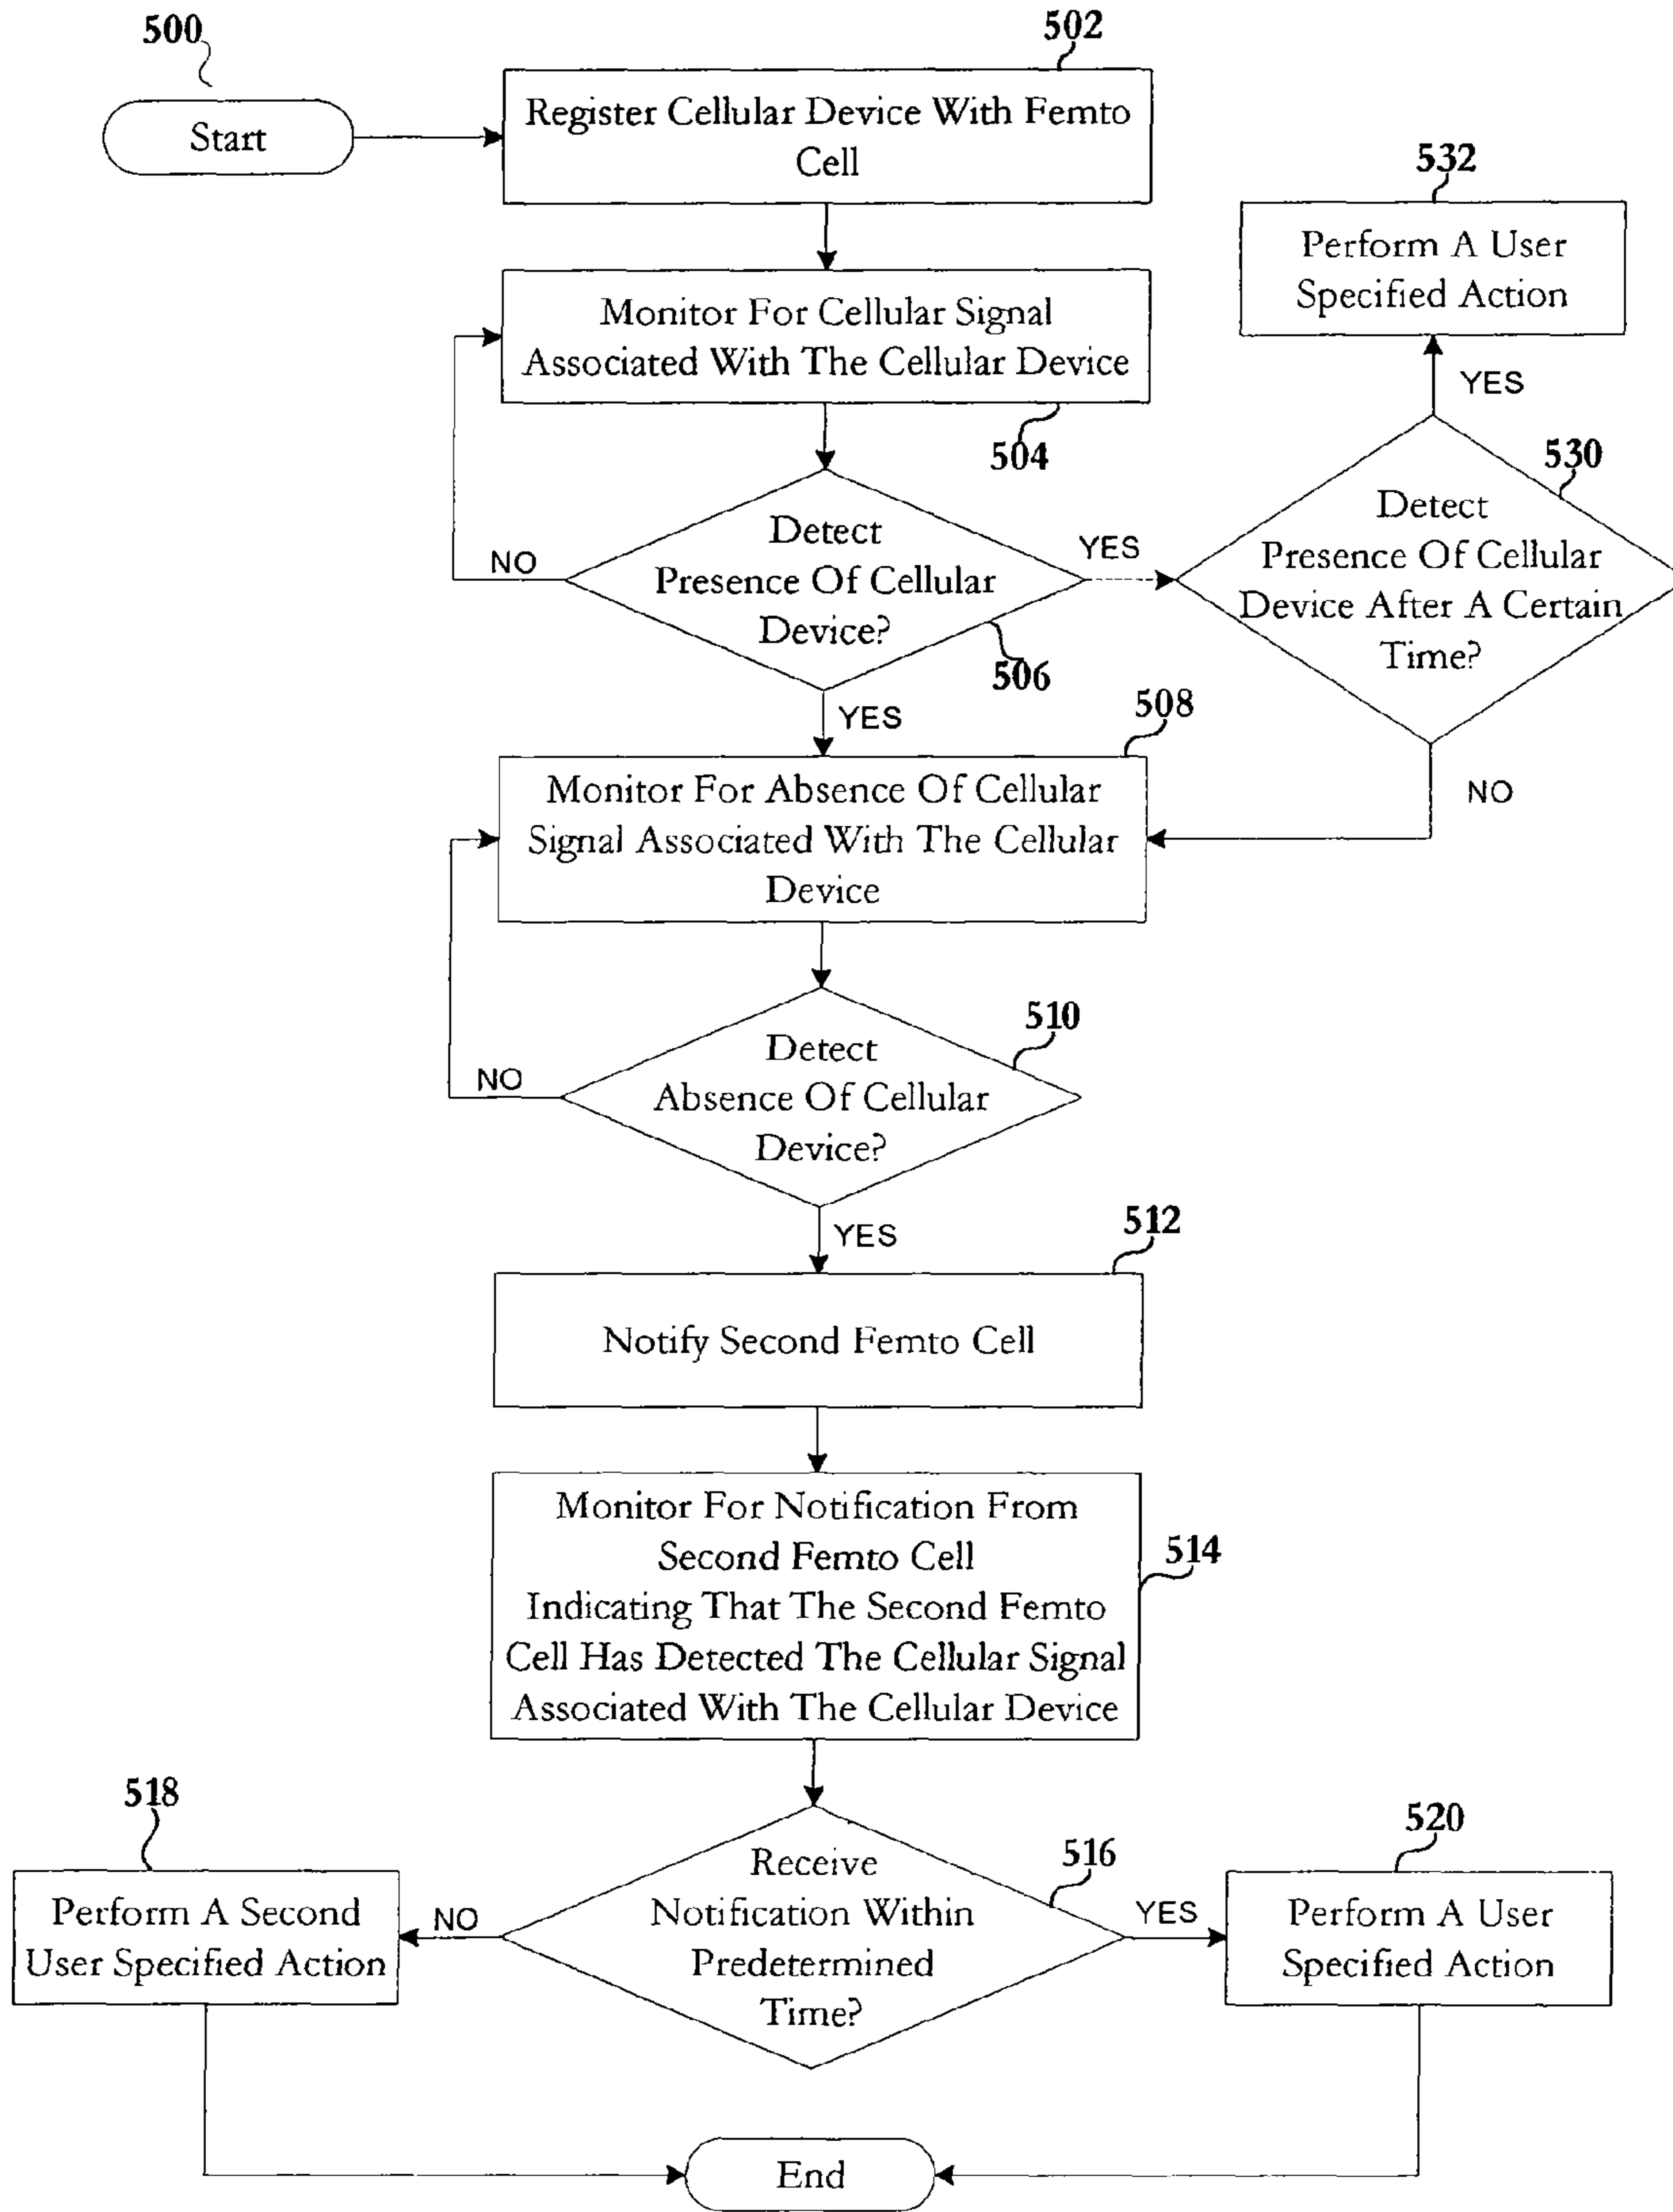 500
Start
502
Register Cellular Device With Femto
Cell
532
Perform A User
Specified Action
YES
Monitor For Cellular Signal
Associated With The Cellular Device
504
530
Detect
Presence Of Cellular
Device After A Certain
Time?
NO
Detect
Presence Of Cellular
Device?
NO
YES
506
YES
508
Monitor For Absence Of Cellular
Signal Associated With The Cellular
Device
510
Detect
Absence Of Cellular
Device?
NO
YES
512
Notify Second Femto Cell
Monitor For Notification From
Second Femto Cell
Indicating That The Second Femto
Cell Has Detected The Cellular Signal
Associated With The Cellular Device
514
518
Perform A Second
User Specified Action
NO
Receive
Notification Within
Predetermined
Time?
516
YES
520
Perform A User
Specified Action
End